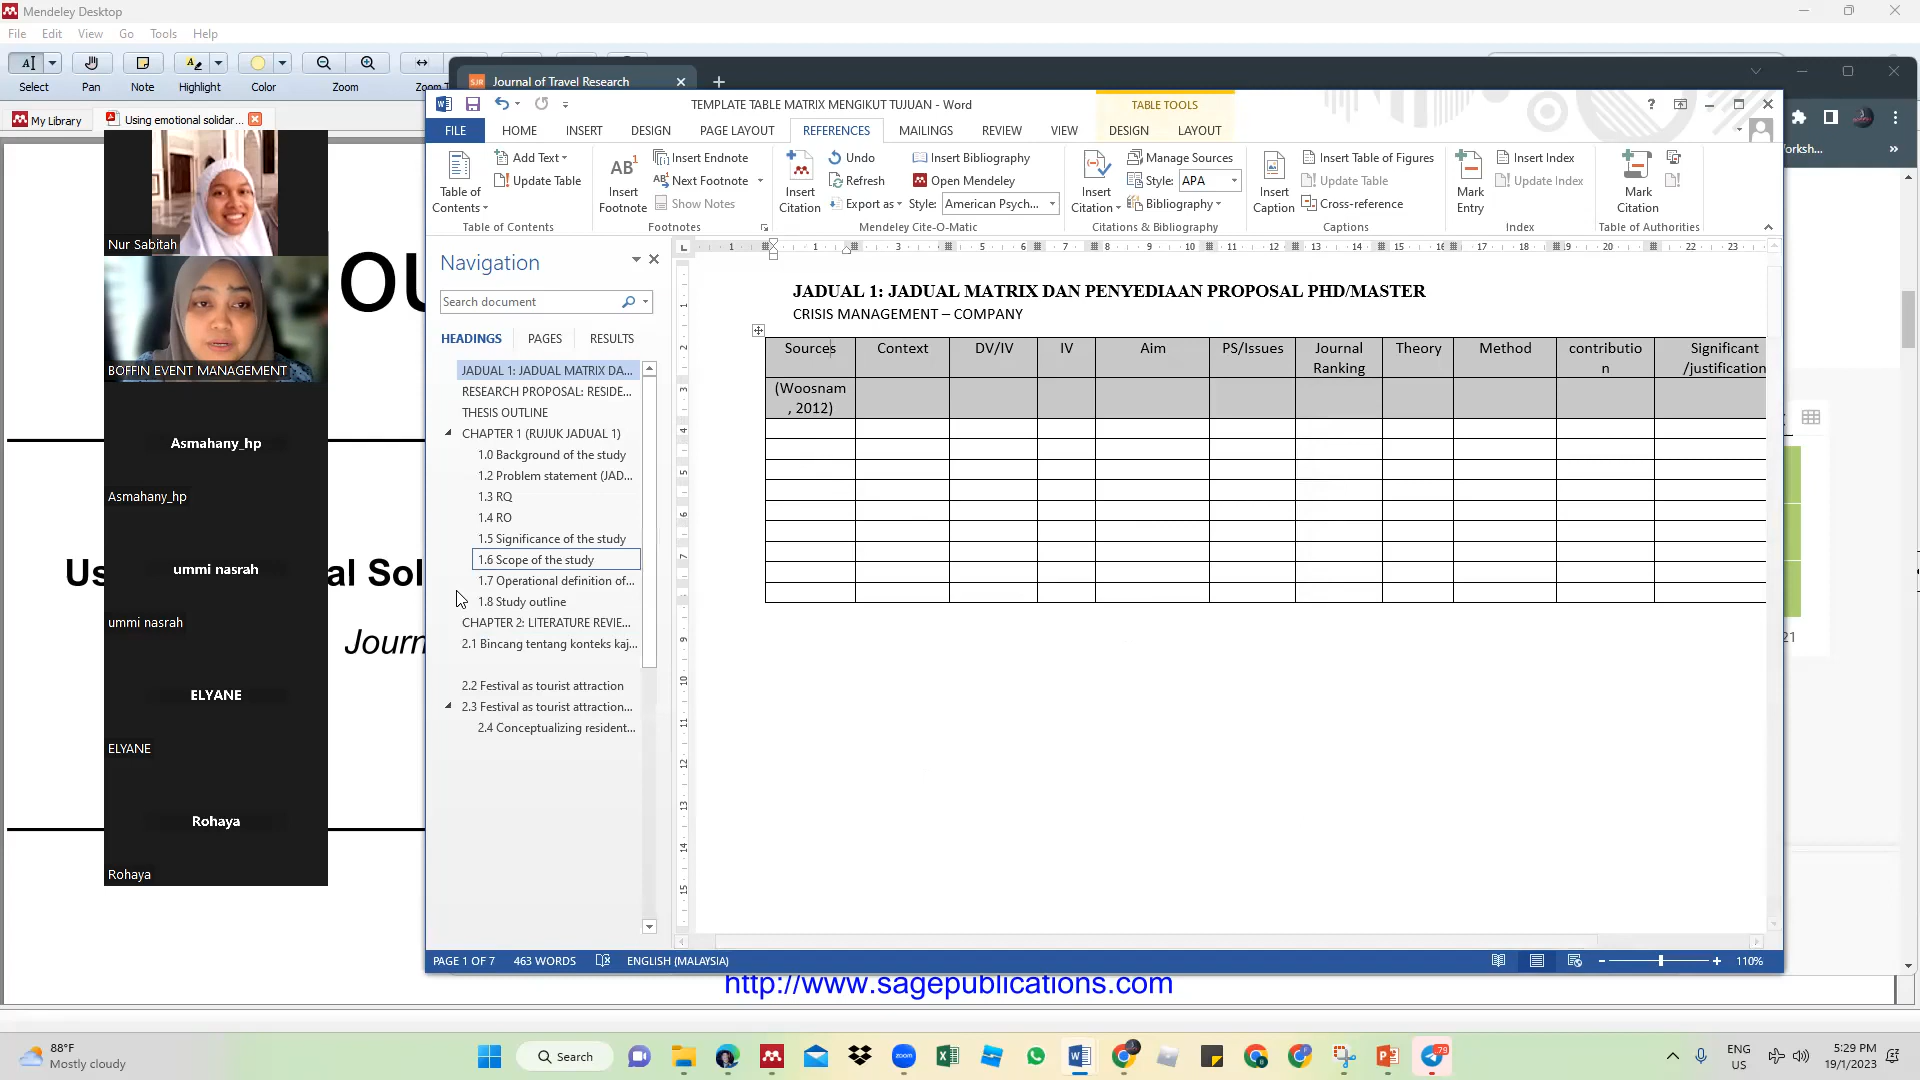 Mendeley Desktop
File Edit View Go Tools Help
Select Pan Note Highlight Color Zoom
My Library
Using emotional solidar...
Journal of Travel Research
TEMPLATE TABLE MATRIX MENGIKUT TUJUAN - Word
TABLE TOOLS
FILE HOME INSERT DESIGN PAGE LAYOUT REFERENCES MAILINGS REVIEW VIEW DESIGN LAYOUT
Table of Contents
Add Text
Update Table
Table of Contents
AB1
Insert Footnote
Insert Endnote
Next Footnote
Show Notes
Footnotes
Insert Citation
Undo
Refresh
Export as
Insert Bibliography
Open Mendeley
Style: American Psych...
Mendeley Cite-O-Matic
Insert Citation
Manage Sources
Style: APA
Bibliography
Citations & Bibliography
Insert Caption
Insert Table of Figures
Update Table
Cross-reference
Captions
Mark Entry
Insert Index
Update Index
Index
Mark Citation
Table of Authorities
Navigation
Search document
HEADINGS PAGES RESULTS
JADUAL 1: JADUAL MATRIX DA...
RESEARCH PROPOSAL: RESIDE...
THESIS OUTLINE
CHAPTER 1 (RUJUK JADUAL 1)
1.0 Background of the study
1.2 Problem statement (JAD...
1.3 RQ
1.4 RO
1.5 Significance of the study
1.6 Scope of the study
1.7 Operational definition of...
1.8 Study outline
CHAPTER 2: LITERATURE REVIE...
2.1 Bincang tentang konteks kaj...
2.2 Festival as tourist attraction
2.3 Festival as tourist attraction...
2.4 Conceptualizing resident...
JADUAL 1: JADUAL MATRIX DAN PENYEDIAAN PROPOSAL PHD/MASTER
CRISIS MANAGEMENT – COMPANY
Sources Context DV/IV IV Aim PS/Issues Journal Ranking Theory Method contributio n Significant /justification
(Woosnam
, 2012)
Nur Sabitah
BOFFIN EVENT MANAGEMENT
Asmahany_hp
Asmahany_hp
ummi nasrah
ummi nasrah
ELYANE
ELYANE
Rohaya
Rohaya
OU
Us
al Sol
Journ
21
PAGE 1 OF 7 463 WORDS ENGLISH (MALAYSIA) 110%
http://www.sagepublications.com
88°F
Mostly cloudy
Search
zoom
79
ENG
US
5:29 PM
19/1/2023